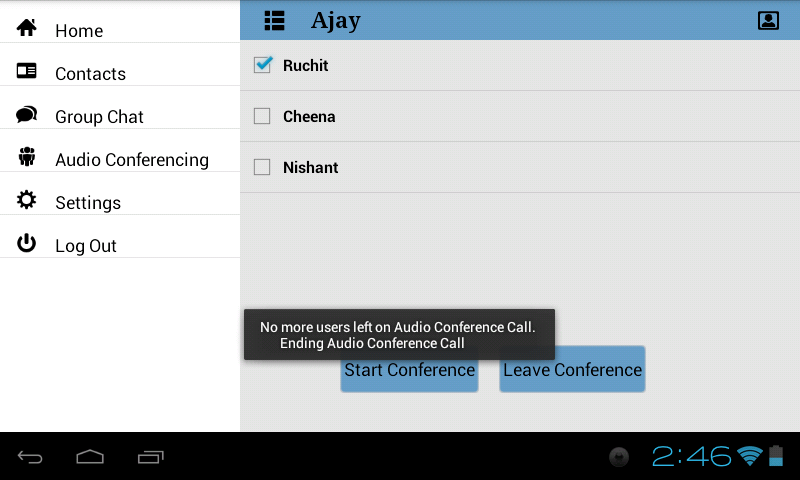 Home
Contacts
Group Chat
Audio Conferencing
Settings
Log Out
Ajay
Ruchit
Cheena
Nishant
No more users left on Audio Conference Call.
Ending Audio Conference Call
Start Conference
Leave Conference
2:46